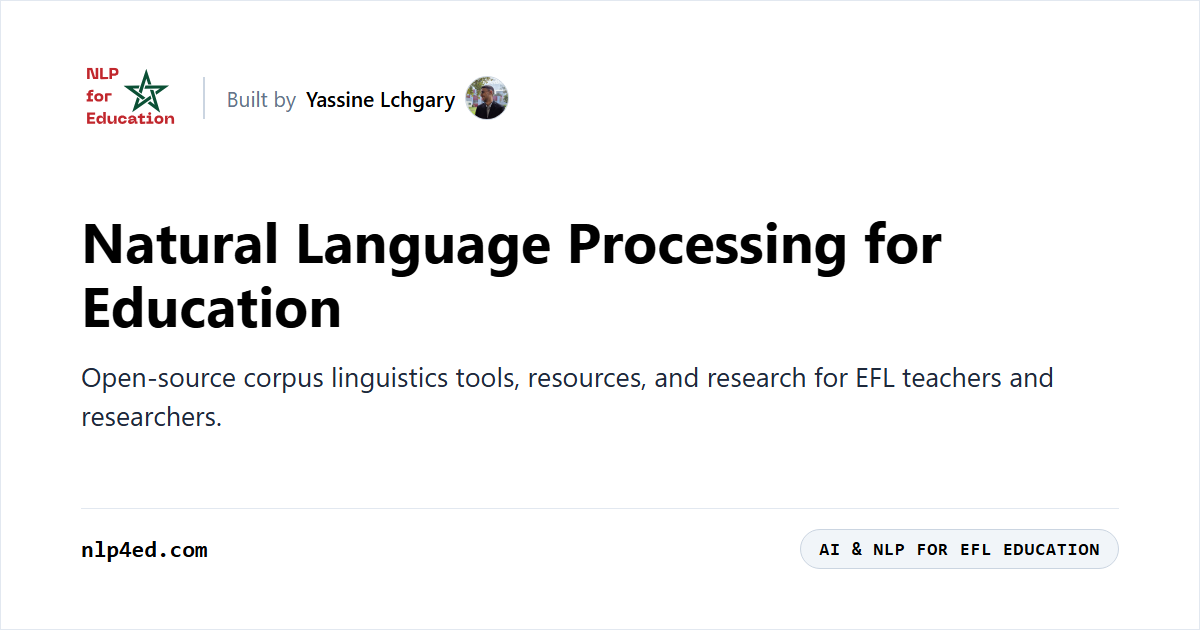 NLP
for
Education
Built by Yassine Lchgary
Natural Language Processing for
Education
Open-source corpus linguistics tools, resources, and research for EFL teachers and
researchers.
nlp4ed.com
AI & NLP FOR EFL EDUCATION